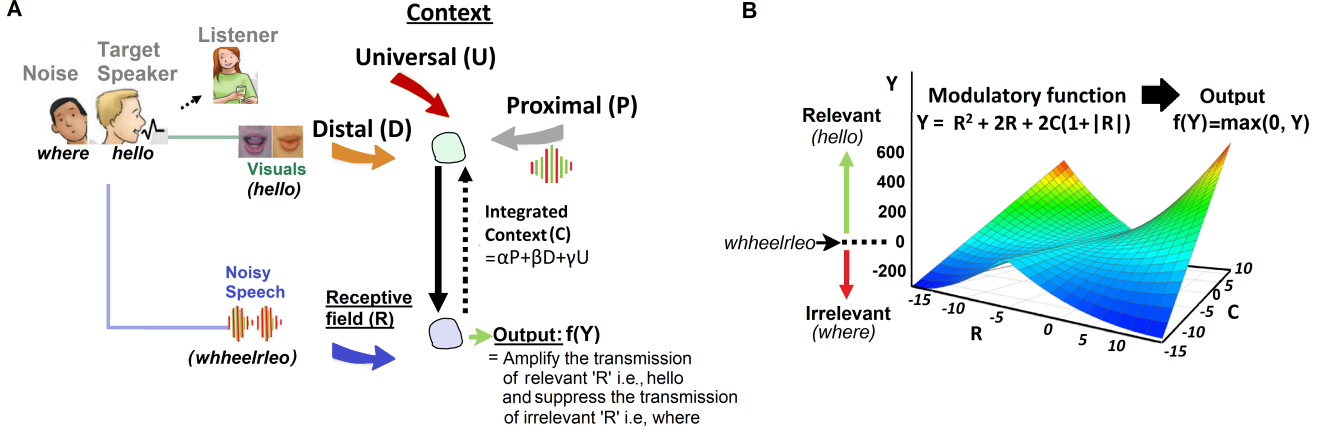 A
Context
Universal (U)
Proximal (P)
Distal (D)
Noise
Target
Speaker
Listener
where
hello
Visuals
(hello)
Integrated
Context (C)
=αP+βD+γU
Noisy
Speech
(whheelrleo)
Receptive
field (R)
Output: f(Y)
= Amplify the transmission
of relevant 'R' i.e., hello
and suppress the transmission
of irrelevant 'R' i.e, where
B
Y
Modulatory function
Y = R² + 2R + 2C(1+|R|)
Output
f(Y)=max(0, Y)
Relevant
(hello)
whheelrleo
Irrelevant
(where)
600
400
200
0
-200
-15
-10
-5
0
5
10
R
10
5
0
-5
-10
-15
C